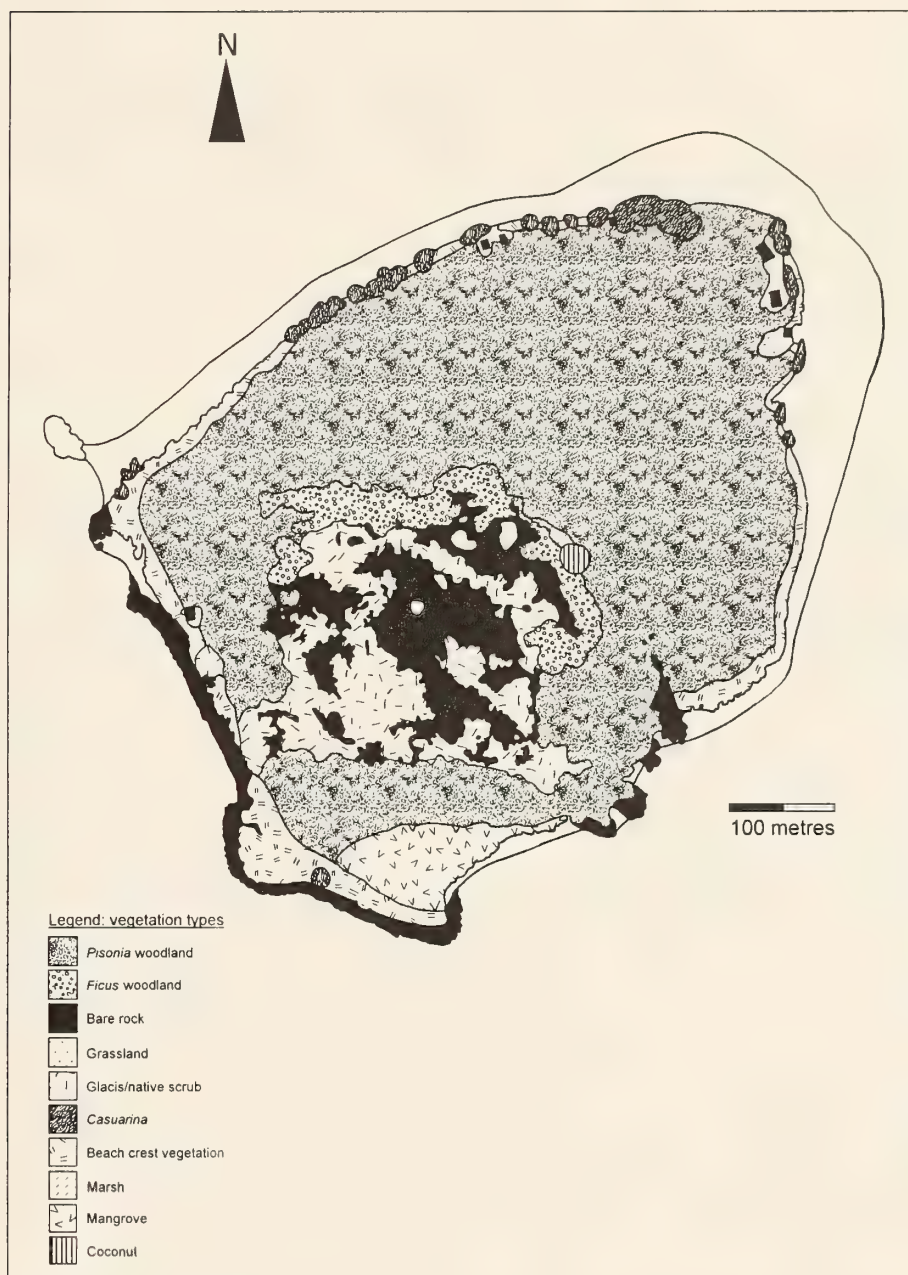 N
100 metres
Legend: vegetation types
Pisonia woodland
Ficus woodland
Bare rock
Grassland
Glacis/native scrub
Casuarina
Beach crest vegetation
Marsh
Mangrove
Coconut